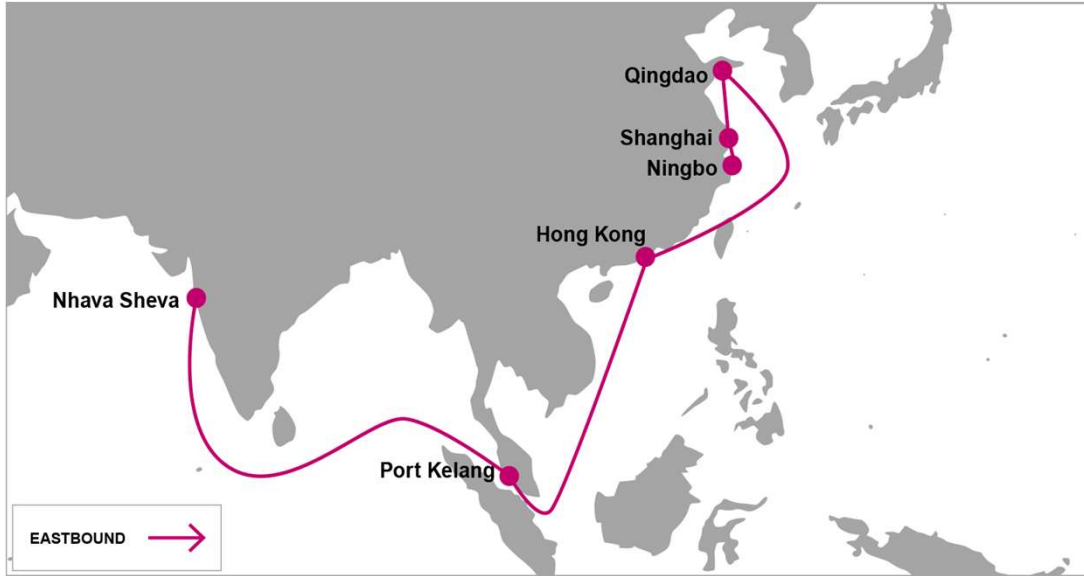 Qingdao
Shanghai
Ningbo
Hong Kong
Nhava Sheva
Port Kelang
EASTBOUND